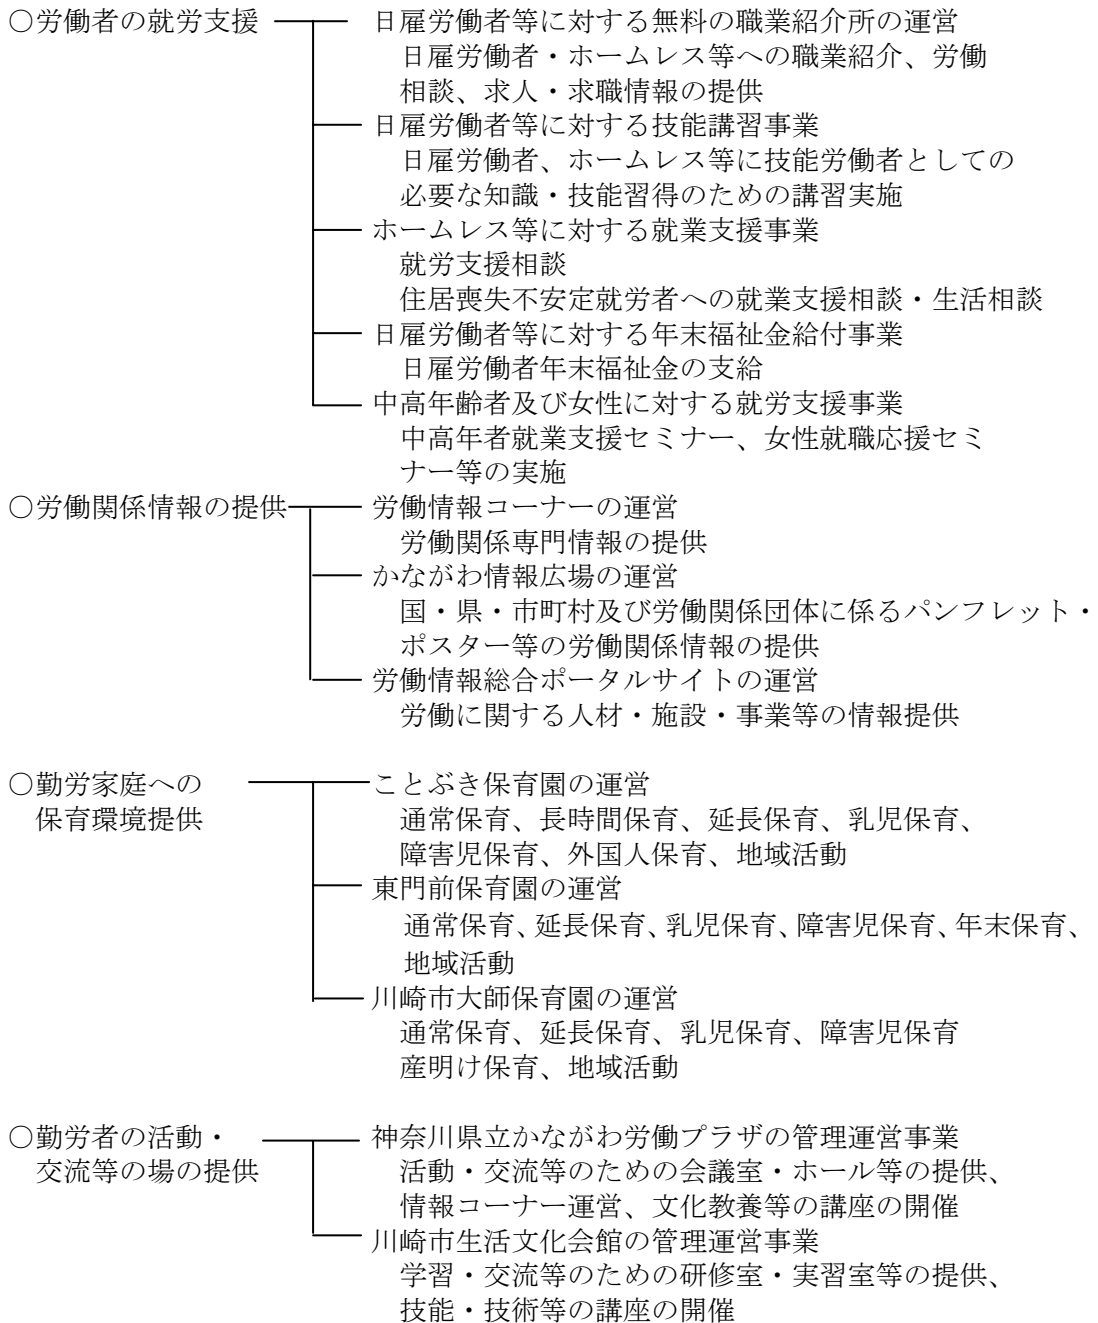 ○労働者の就労支援 日雇労働者等に対する無料の職業紹介所の運営
日雇労働者・ホームレス等への職業紹介、労働
相談、求人・求職情報の提供
日雇労働者等に対する技能講習事業
日雇労働者、ホームレス等に技能労働者としての
必要な知識・技能習得のための講習実施
ホームレス等に対する就業支援事業
就労支援相談
住居喪失不安定就労者への就業支援相談・生活相談
日雇労働者等に対する年末福祉金給付事業
日雇労働者年末福祉金の支給
中高年齢者及び女性に対する就労支援事業
中高年者就業支援セミナー、女性就職応援セミ
ナー等の実施
○労働関係情報の提供 労働情報コーナーの運営
労働関係専門情報の提供
かながわ情報広場の運営
国・県・市町村及び労働関係団体に係るパンフレット・
ポスター等の労働関係情報の提供
労働情報総合ポータルサイトの運営
労働に関する人材・施設・事業等の情報提供
○勤労家庭への ことぶき保育園の運営
保育環境提供 通常保育、長時間保育、延長保育、乳児保育、
障害児保育、外国人保育、地域活動
東門前保育園の運営
通常保育、延長保育、乳児保育、障害児保育、年末保育、
地域活動
川崎市大師保育園の運営
通常保育、延長保育、乳児保育、障害児保育
産明け保育、地域活動
○勤労者の活動・ 神奈川県立かながわ労働プラザの管理運営事業
交流等の場の提供 活動・交流等のための会議室・ホール等の提供、
情報コーナー運営、文化教養等の講座の開催
川崎市生活文化会館の管理運営事業
学習・交流等のための研修室・実習室等の提供、
技能・技術等の講座の開催